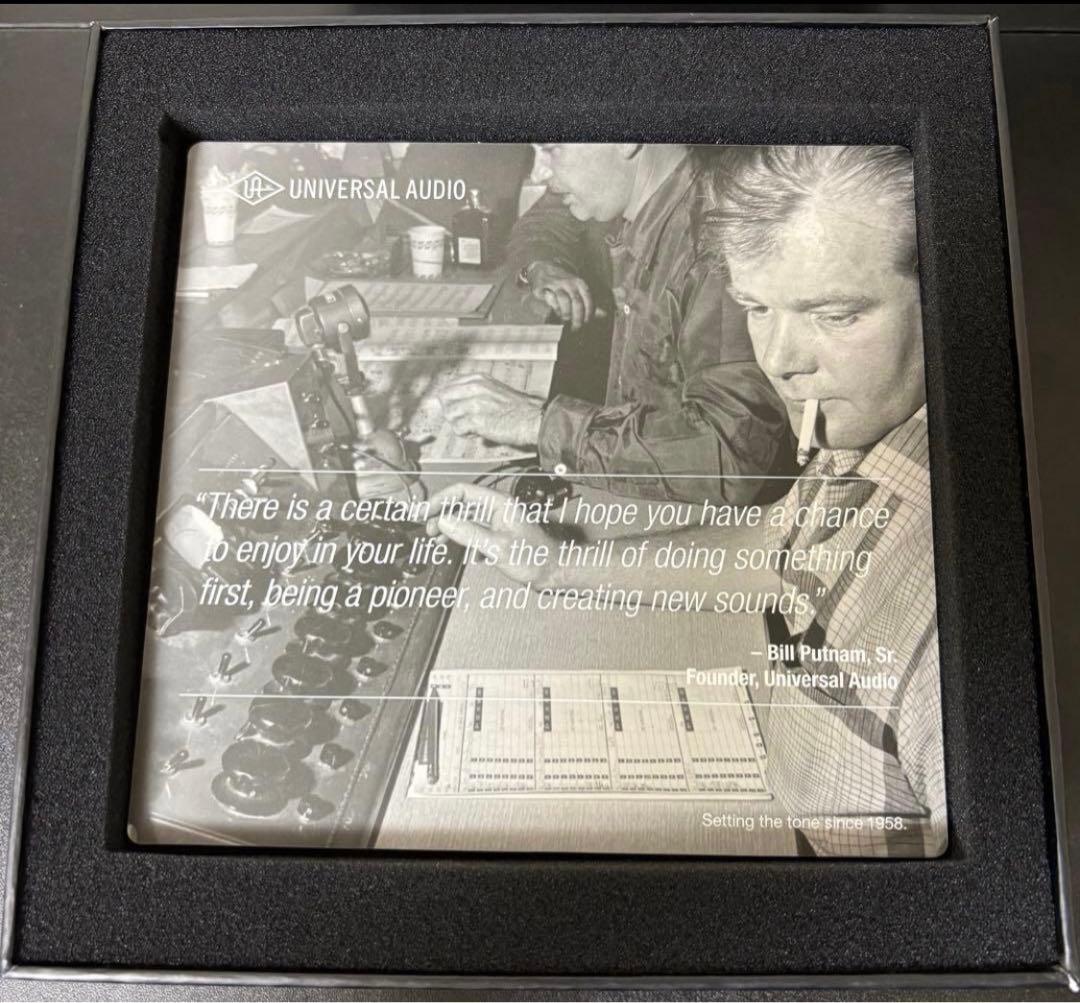 UA UNIVERSAL AUDIO
“There is a certain thrill that I hope you have a chance
to enjoy in your life. It’s the thrill of doing something
first, being a pioneer, and creating new sounds.”
– Bill Putnam, Sr.
Founder, Universal Audio
Setting the tone since 1958.